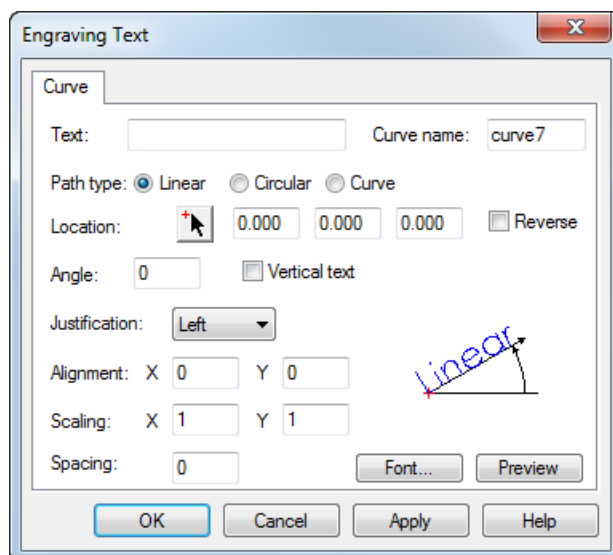 Engraving Text
Curve
Text: Curve name: curve7
Path type: Linear Circular Curve
Location: 0.000 0.000 0.000 Reverse
Angle: 0 Vertical text
Justification: Left
Linear
Alignment: X 0 Y 0
Scaling: X 1 Y 1
Spacing: 0 Font... Preview
OK Cancel Apply Help